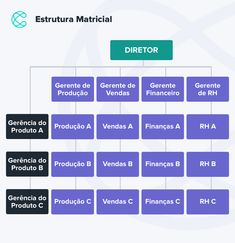 Estrutura Matricial
DIRETOR
Gerente de Produção
Gerente de Vendas
Gerente Financeiro
Gerente de RH
Gerência do Produto A
Produção A
Vendas A
Finanças A
RH A
Gerência do Produto B
Produção B
Vendas B
Finanças B
RH B
Gerência do Produto C
Produção C
Vendas C
Finanças C
RH C